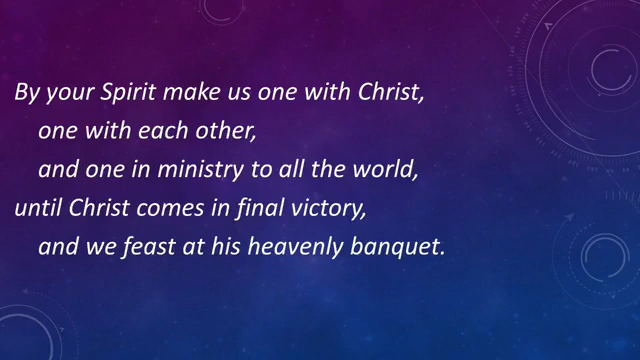 By your Spirit make us one with Christ,
one with each other,
and one in ministry to all the world,
until Christ comes in final victory,
and we feast at his heavenly banquet.